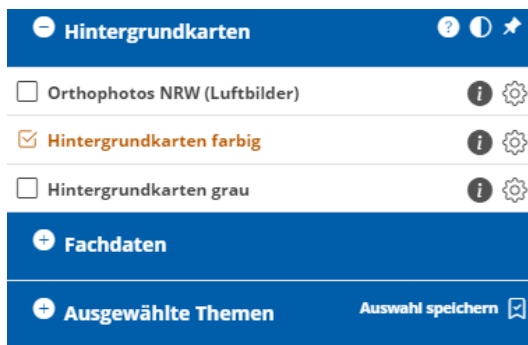 Hintergrundkarten ?
Orthophotos NRW (Luftbilder) i
Hintergrundkarten farbig i
Hintergrundkarten grau i
Fachdaten
Ausgewählte Themen Auswahl speichern